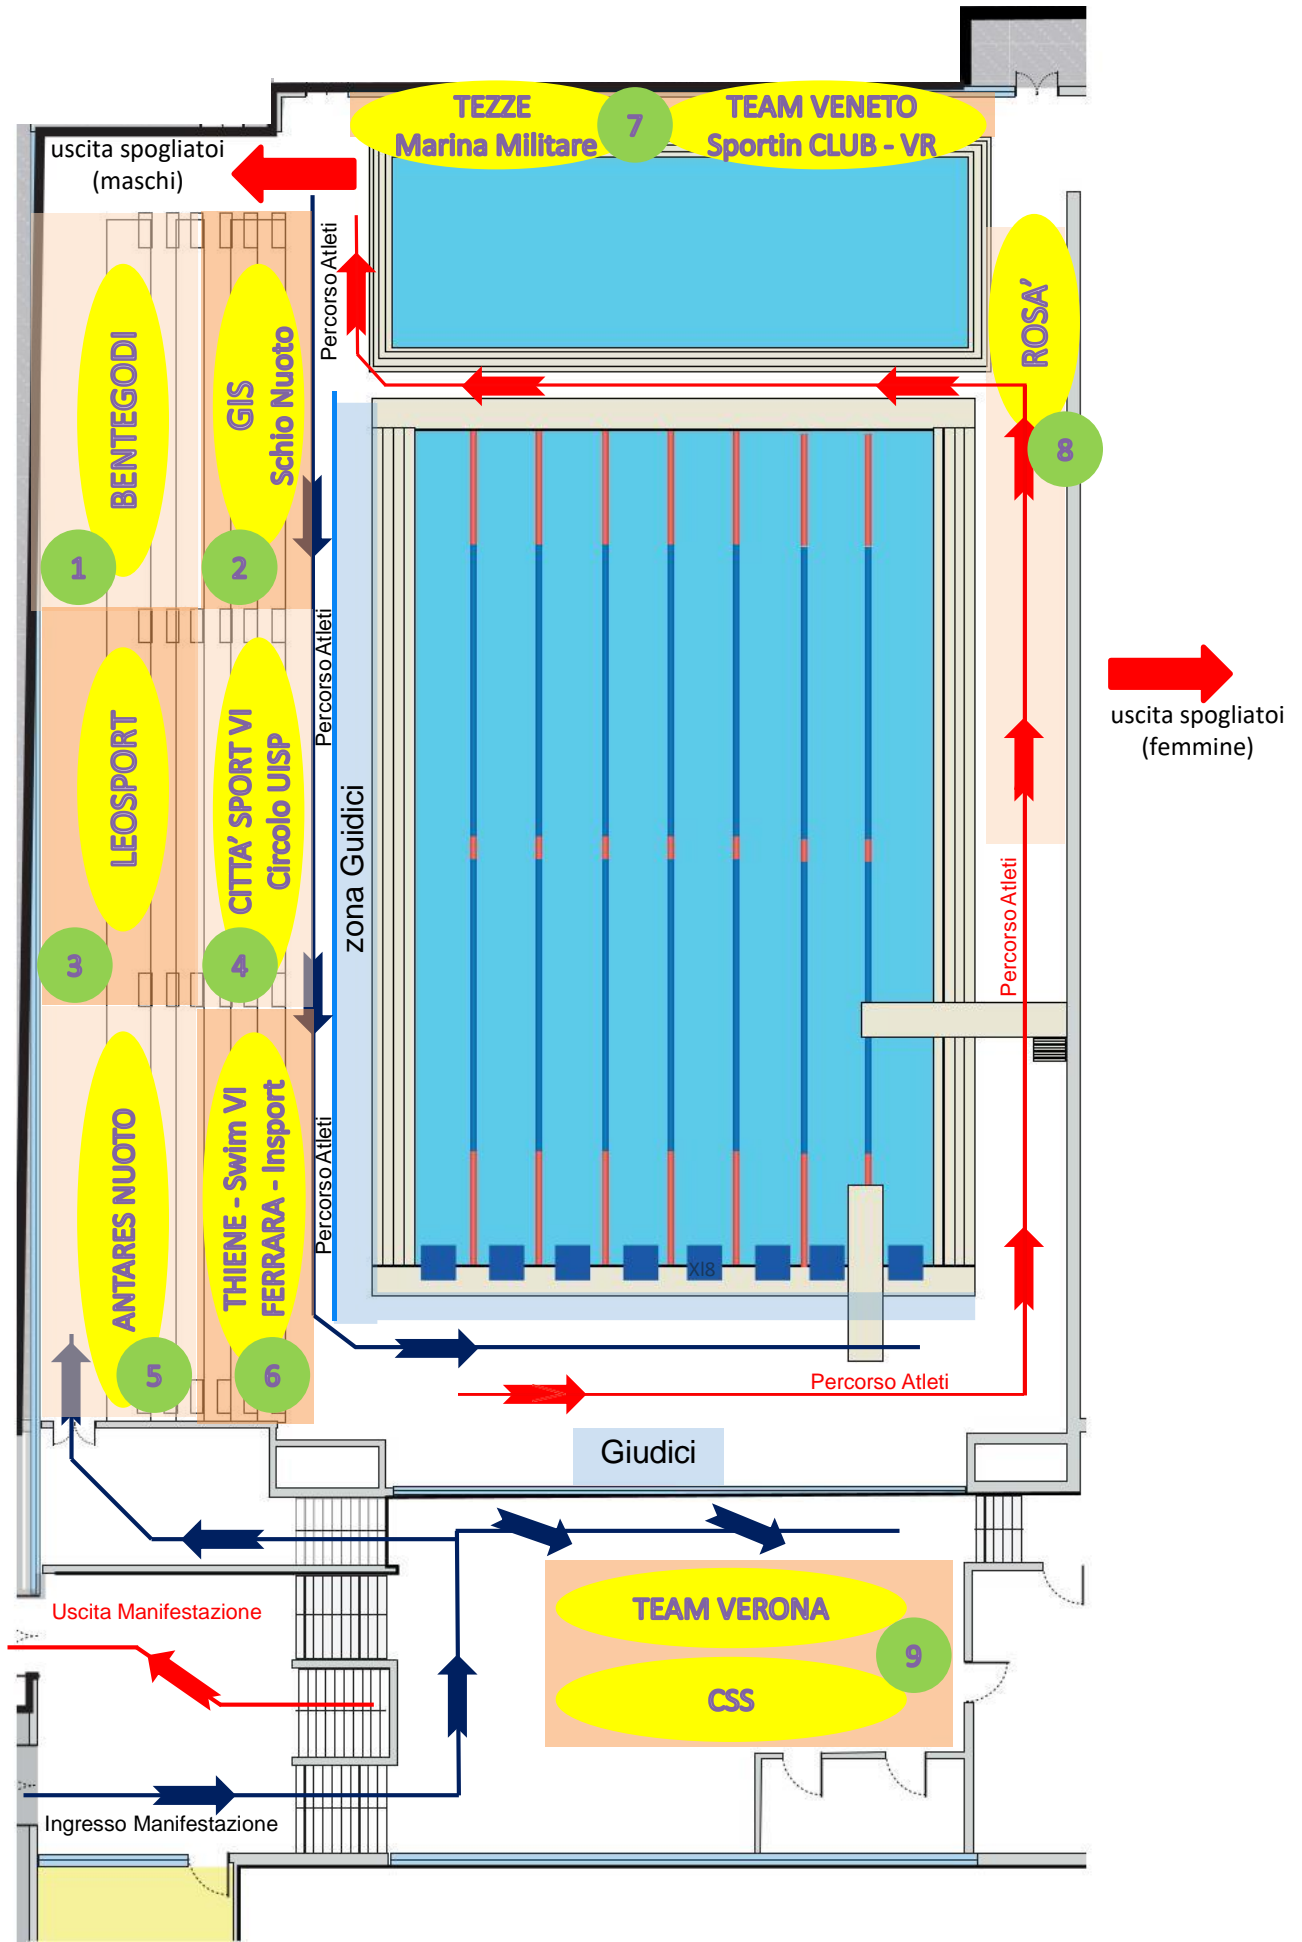 TEZZE
Marina Militare
7
TEAM VENETO
Sportin CLUB - VR
uscita spogliatoi
(maschi)
Percorso Atleti
ROSA'
8
BENTEGODI
1
GIS
Schio Nuoto
2
Percorso Atleti
uscita spogliatoi
(femmine)
LEOSPORT
3
CITTA' SPORT VI
Circolo UISP
4
zona Guidici
Percorso Atleti
ANTARES NUOTO
5
THIENE - Swim VI
FERRARA - Insport
6
Percorso Atleti
XI8
Percorso Atleti
Giudici
Uscita Manifestazione
TEAM VERONA
9
CSS
Ingresso Manifestazione